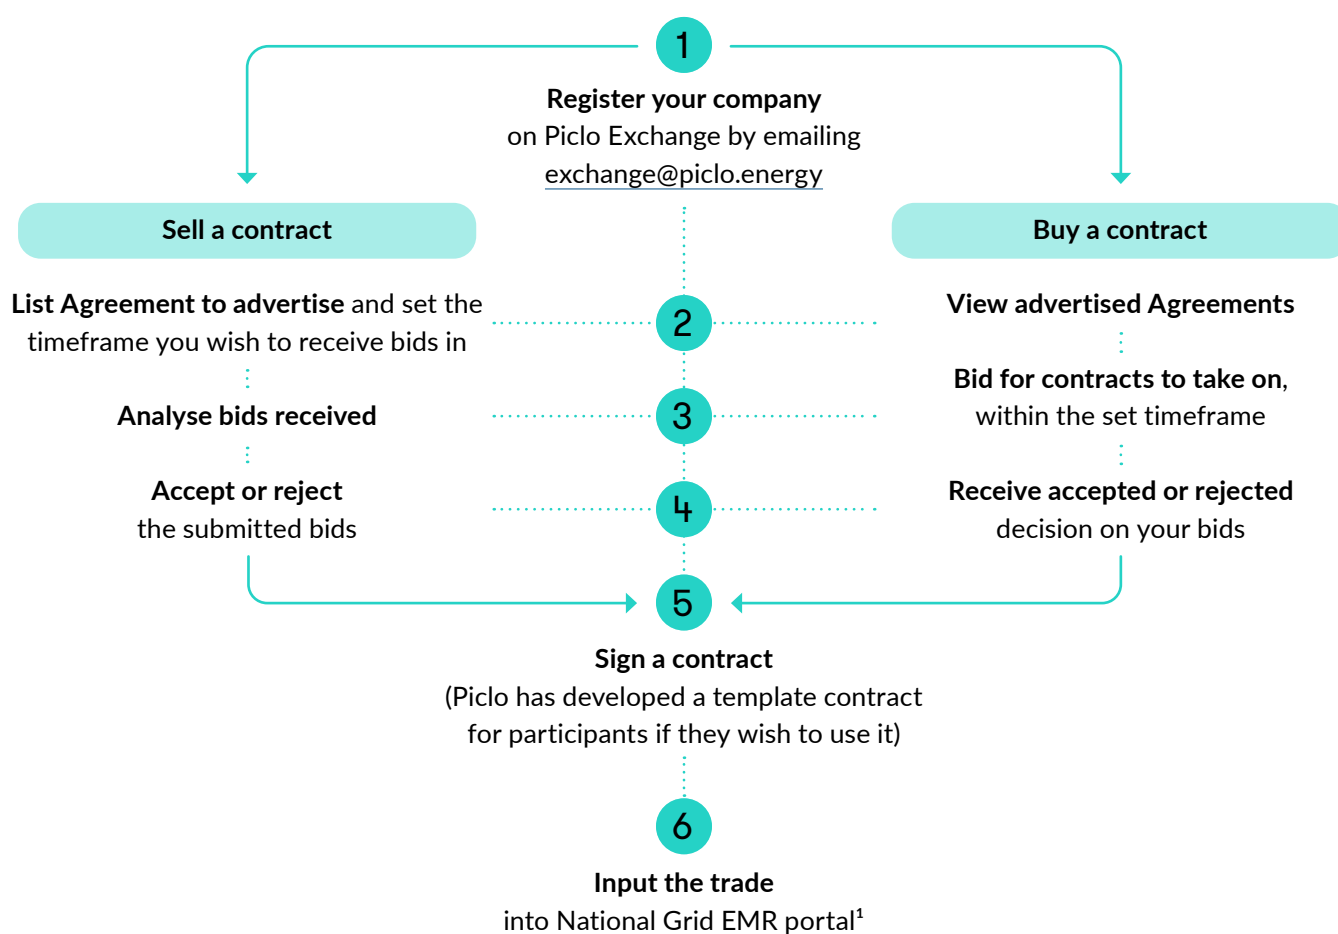 1
Register your company
on Piclo Exchange by emailing
exchange@piclo.energy
Sell a contract
Buy a contract
List Agreement to advertise and set the
timeframe you wish to receive bids in
2
View advertised Agreements
Analyse bids received
3
Bid for contracts to take on,
within the set timeframe
Accept or reject
the submitted bids
4
Receive accepted or rejected
decision on your bids
5
Sign a contract
(Piclo has developed a template contract
for participants if they wish to use it)
6
Input the trade
into National Grid EMR portal¹